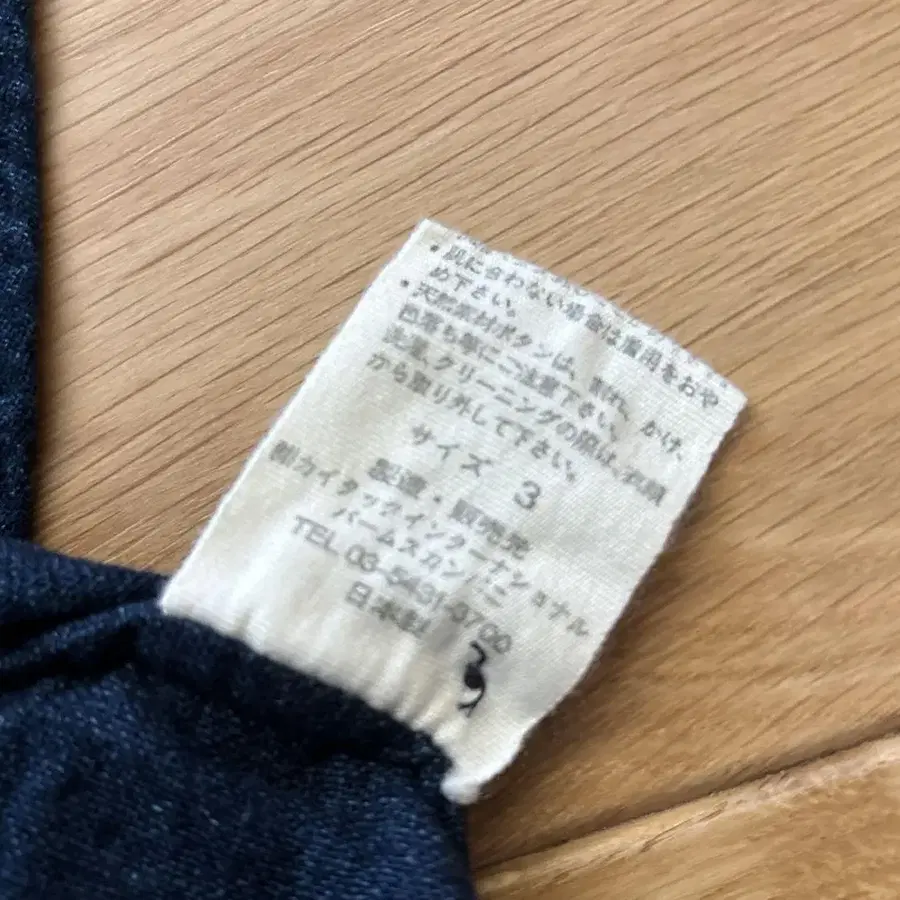 ・肌に合わない場合は着用をおや
め下さい。
・天然素材ボタンは、割れ、かけ、
色落ち等にご注意下さい。
洗濯、クリーニングの際は、衣類
から取り外して下さい。
サイズ 3
製造・販売元
㈱カイタックインターナショナル
パームスカンパニー
TEL 03-5431-3700
日本製